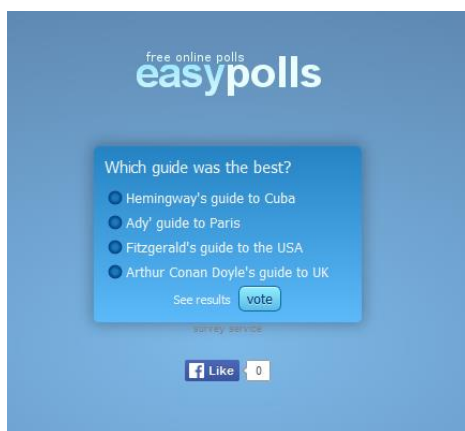 free online polls
easypolls
Which guide was the best?
Hemingway's guide to Cuba
Ady' guide to Paris
Fitzgerald's guide to the USA
Arthur Conan Doyle's guide to UK
See results vote
survey service
Like 0